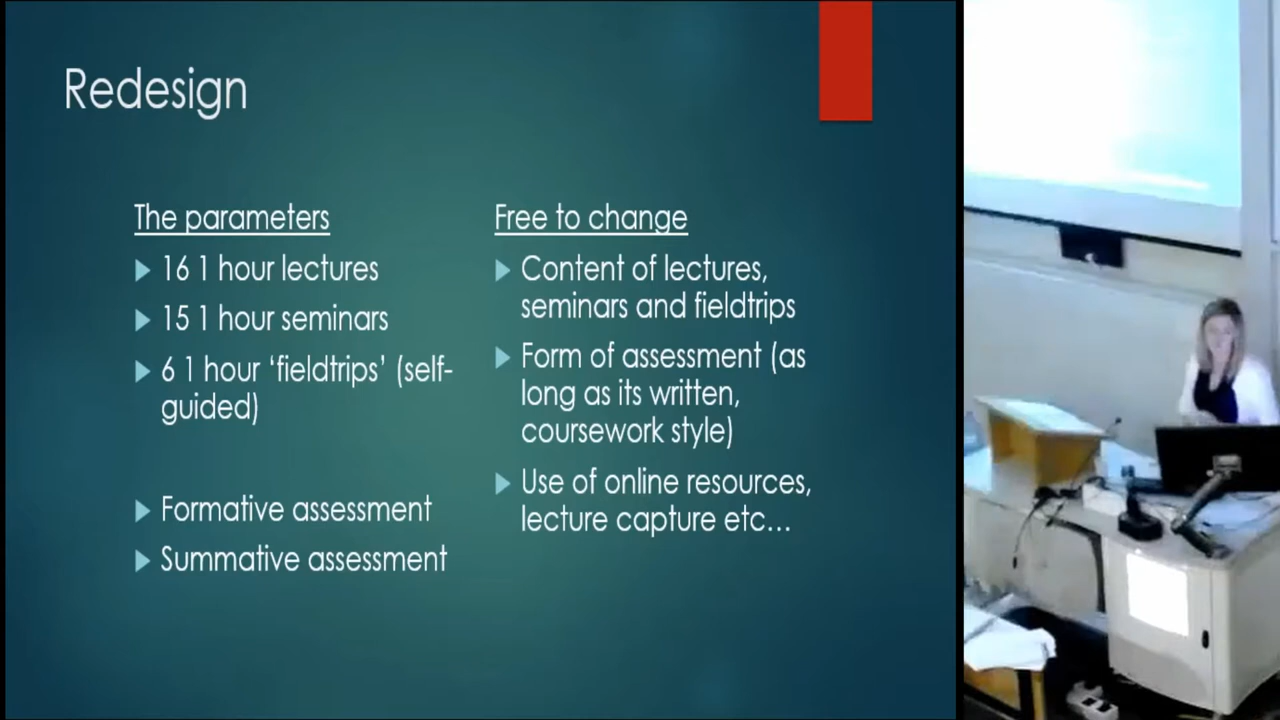 Redesign
The parameters
16 1 hour lectures
15 1 hour seminars
6 1 hour ‘fieldtrips’ (self-
guided)
Formative assessment
Summative assessment
Free to change
Content of lectures,
seminars and fieldtrips
Form of assessment (as
long as its written,
coursework style)
Use of online resources,
lecture capture etc…